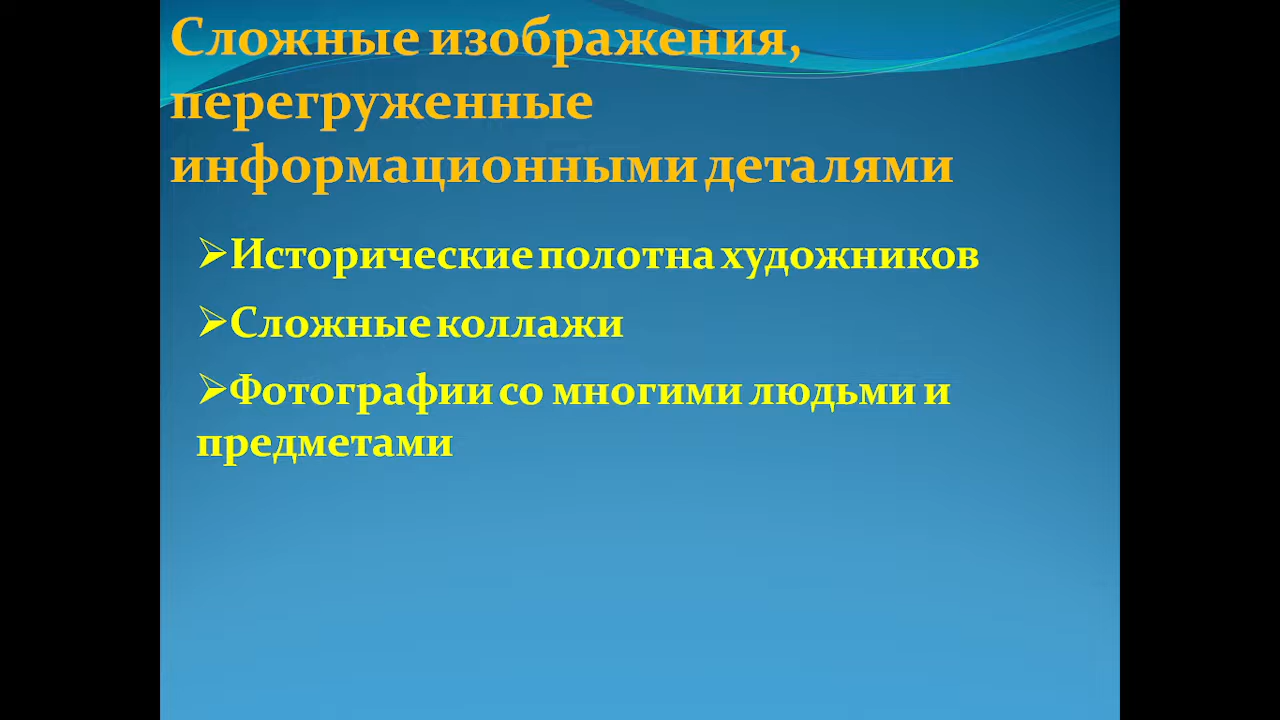 Сложные изображения,
перегруженные
информационными деталями
Исторические полотна художников
Сложные коллажи
Фотографии со многими людьми и
предметами